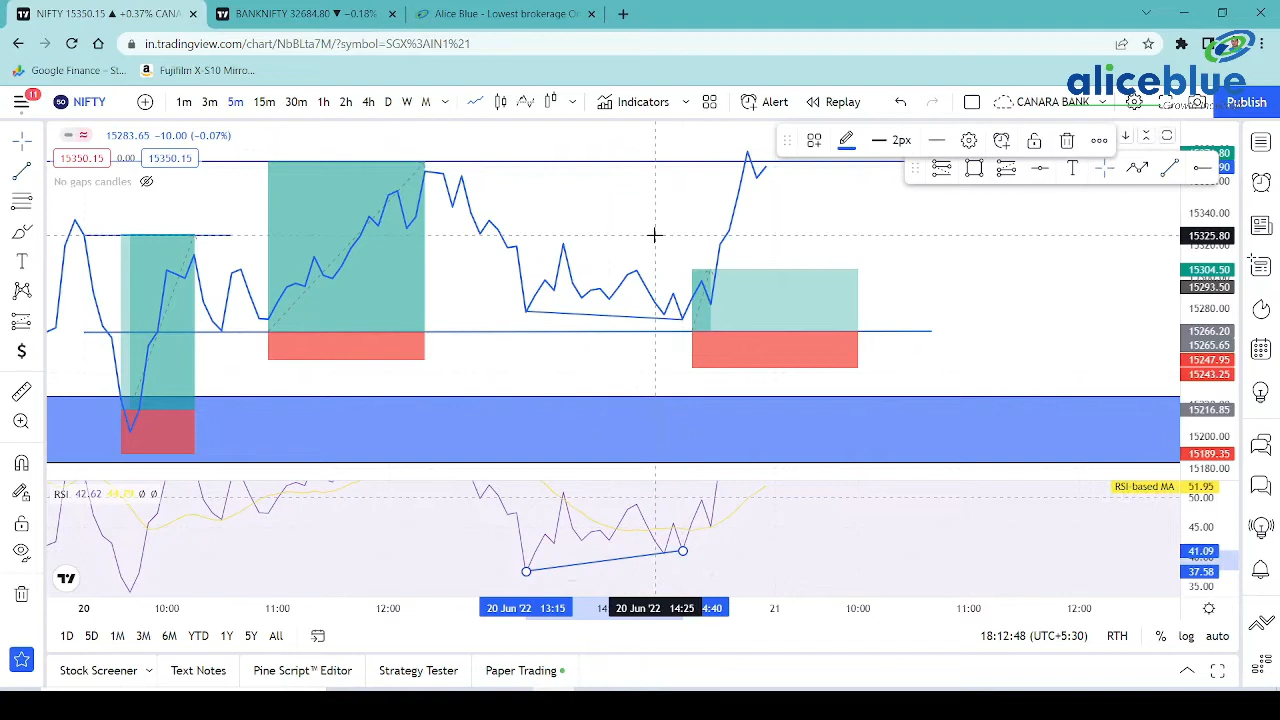 NIFTY 15350.15 ▲ +0.37% CANA
BANKNIFTY 32684.80 ▼ −0.18%
Alice Blue - Lowest brokerage On
in.tradingview.com/chart/NbBLta7M/?symbol=SGX%3AIN1%21
Google Finance – St...
Fujifilm X-S10 Mirro...
aliceblue
11
50 NIFTY
1m 3m 5m 15m 30m 1h 2h 4h D W M
Indicators
Alert
Replay
CANARA BANK
Publish
15283.65 −10.00 (−0.07%)
2px
15350.15 0.00 15350.15
No gaps candles
15340.00
15325.80
15304.50
15293.50
15280.00
15266.20
15265.65
15247.95
15243.25
15216.85
15200.00
15189.35
15180.00
RSI 42.62 Ø Ø
RSI-based MA 51.95
50.00
45.00
41.09
37.58
35.00
20 10:00 11:00 12:00 20 Jun '22 13:15 20 Jun '22 14:25 4:40 21 10:00 11:00 12:00
1D 5D 1M 3M 6M YTD 1Y 5Y All
18:12:48 (UTC+5:30) RTH % log auto
Stock Screener
Text Notes
Pine Script™ Editor
Strategy Tester
Paper Trading